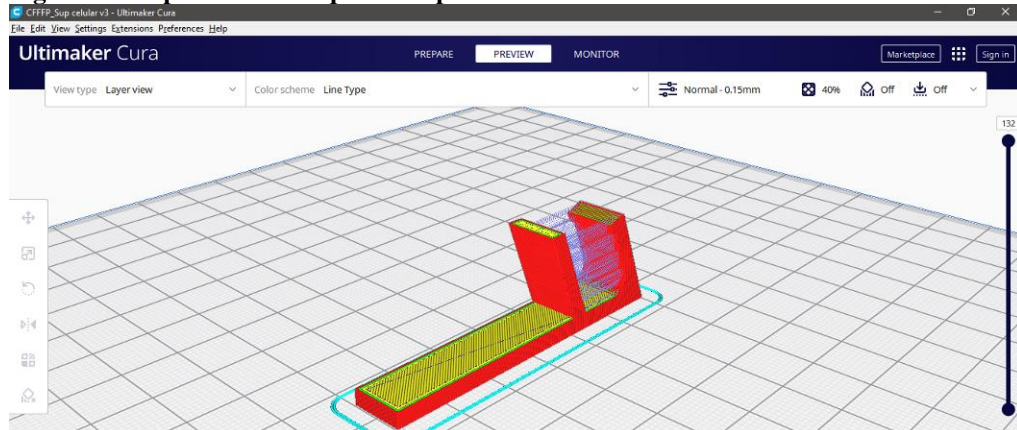 CFFFP_Sup celular v3 - Ultimaker Cura
File Edit View Settings Extensions Preferences Help
Ultimaker Cura PREPARE PREVIEW MONITOR Marketplace Sign in
View type Layer view Color scheme Line Type Normal - 0.15mm 40% Off Off
132